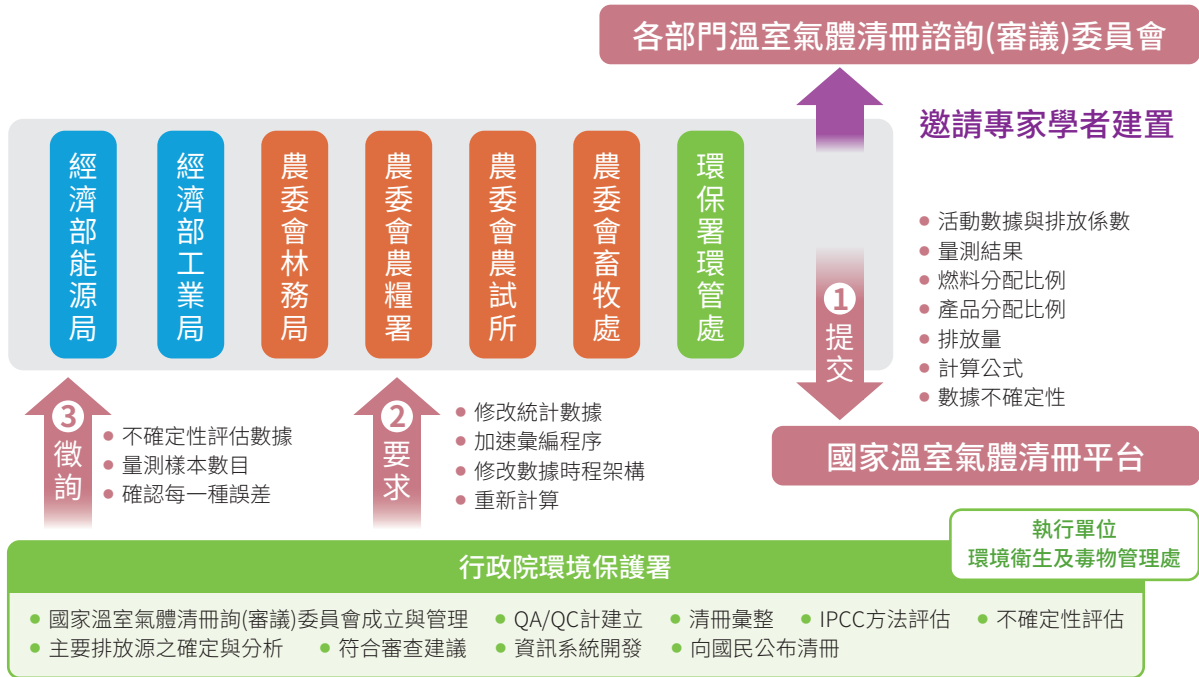 各部門溫室氣體清冊諮詢(審議)委員會
邀請專家學者建置
經濟部能源局
經濟部工業局
農委會林務局
農委會農糧署
農委會農試所
農委會畜牧處
環保署環管處
1 提交
• 活動數據與排放係數
• 量測結果
• 燃料分配比例
• 產品分配比例
• 排放量
• 計算公式
• 數據不確定性
國家溫室氣體清冊平台
3 徵詢
• 不確定性評估數據
• 量測樣本數目
• 確認每一種誤差
2 要求
• 修改統計數據
• 加速彙編程序
• 修改數據時程架構
• 重新計算
執行單位
環境衛生及毒物管理處
行政院環境保護署
• 國家溫室氣體清冊詢(審議)委員會成立與管理 • QA/QC計建立 • 清冊彙整 • IPCC方法評估 • 不確定性評估
• 主要排放源之確定與分析 • 符合審查建議 • 資訊系統開發 • 向國民公布清冊